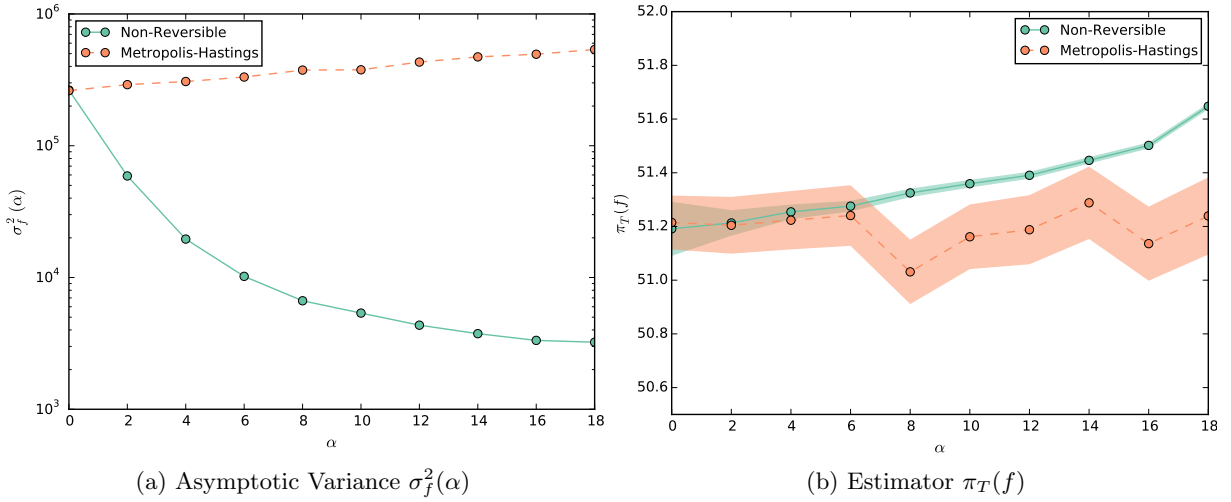 10^6
10^5
10^4
10^3
σ_f^2(α)
Non-Reversible
Metropolis-Hastings
0 2 4 6 8 10 12 14 16 18
α
(a) Asymptotic Variance σ_f^2(α)
52.0
51.8
51.6
51.4
51.2
51.0
50.8
50.6
π_T(f)
Non-Reversible
Metropolis-Hastings
0 2 4 6 8 10 12 14 16 18
α
(b) Estimator π_T(f)